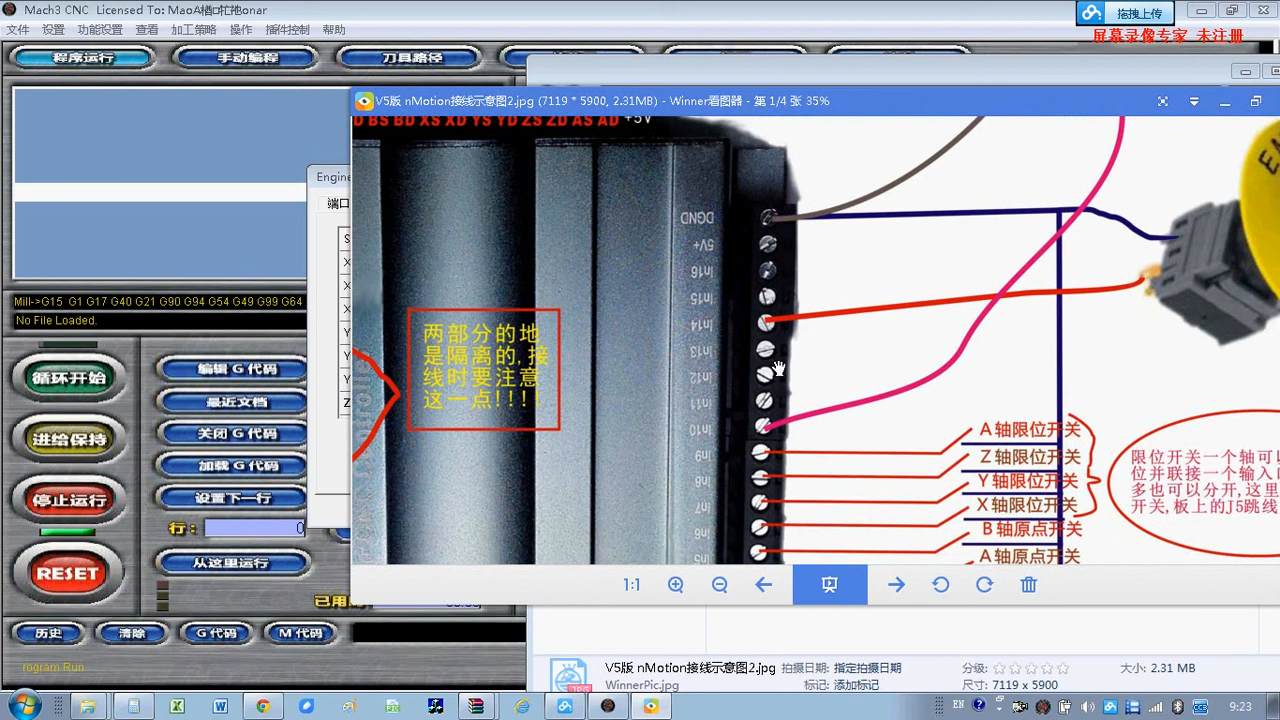 Mach3 CNC Licensed To:
拖拽上传
文件 设置 功能设置 查看 加工策略 操作 插件控制 帮助
屏幕录像专家 未注册
程序运行 手动编程 刀具路径
V5版 nMotion接线示意图2.jpg (7119 * 5900, 2.31MB) - Winner看图器 - 第 1/4 张 35%
D BS BD XS XD YS YD ZS ZD AS AD +5V
Engine
端口
DGND
5V+
In16
In15
In14
In13
In12
In11
In10
In9
In8
In7
In6
In5
两部分的地
是隔离的,接
线时要注意
这一点!!!!
Mill->G15 G1 G17 G40 G21 G90 G94 G54 G49 G99 G64
No File Loaded.
循环开始 编辑 G 代码
最近文档
进给保持 关闭 G 代码
加载 G 代码
停止运行 设置下一行
行: 0
RESET 从这里运行
A轴限位开关
Z轴限位开关
Y轴限位开关
X轴限位开关
B轴原点开关
A轴原点开关
限位开关一个轴可
位并联接一个输入
多也可以分开,这里
开关,板上的J5跳线
1:1
已用
历史 清除 G 代码 M 代码
rogram Run
V5版 nMotion接线示意图2.jpg 拍摄日期: 指定拍摄日期 分级: 大小: 2.31 MB
WinnerPic.jpg 标记: 添加标记 尺寸: 7119 x 5900
EN 9:23